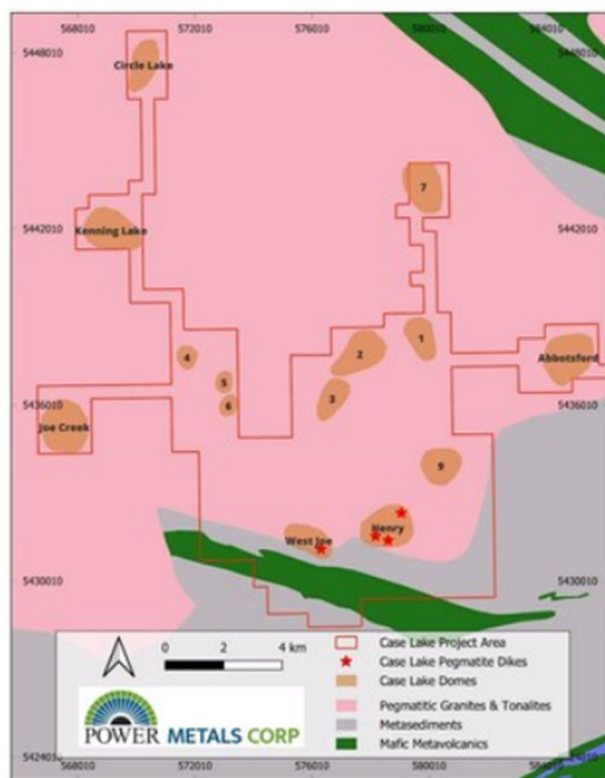 568010 572010 576010 580010 584010
5448010 5448010
Circle Lake
7
Kenning Lake
5442010 5442010
1
2
4
Abbotsford
5
3
6
5436010 5436010
Joe Creek
9
Henry
West Joe
5430010 5430010
0 2 4 km
Case Lake Project Area
Case Lake Pegmatite Dikes
Case Lake Domes
Pegmatitic Granites & Tonalites
Metasediments
Mafic Metavolcanics
POWER METALS CORP
5424010 5424010
568010 572010 576010 580010 584010